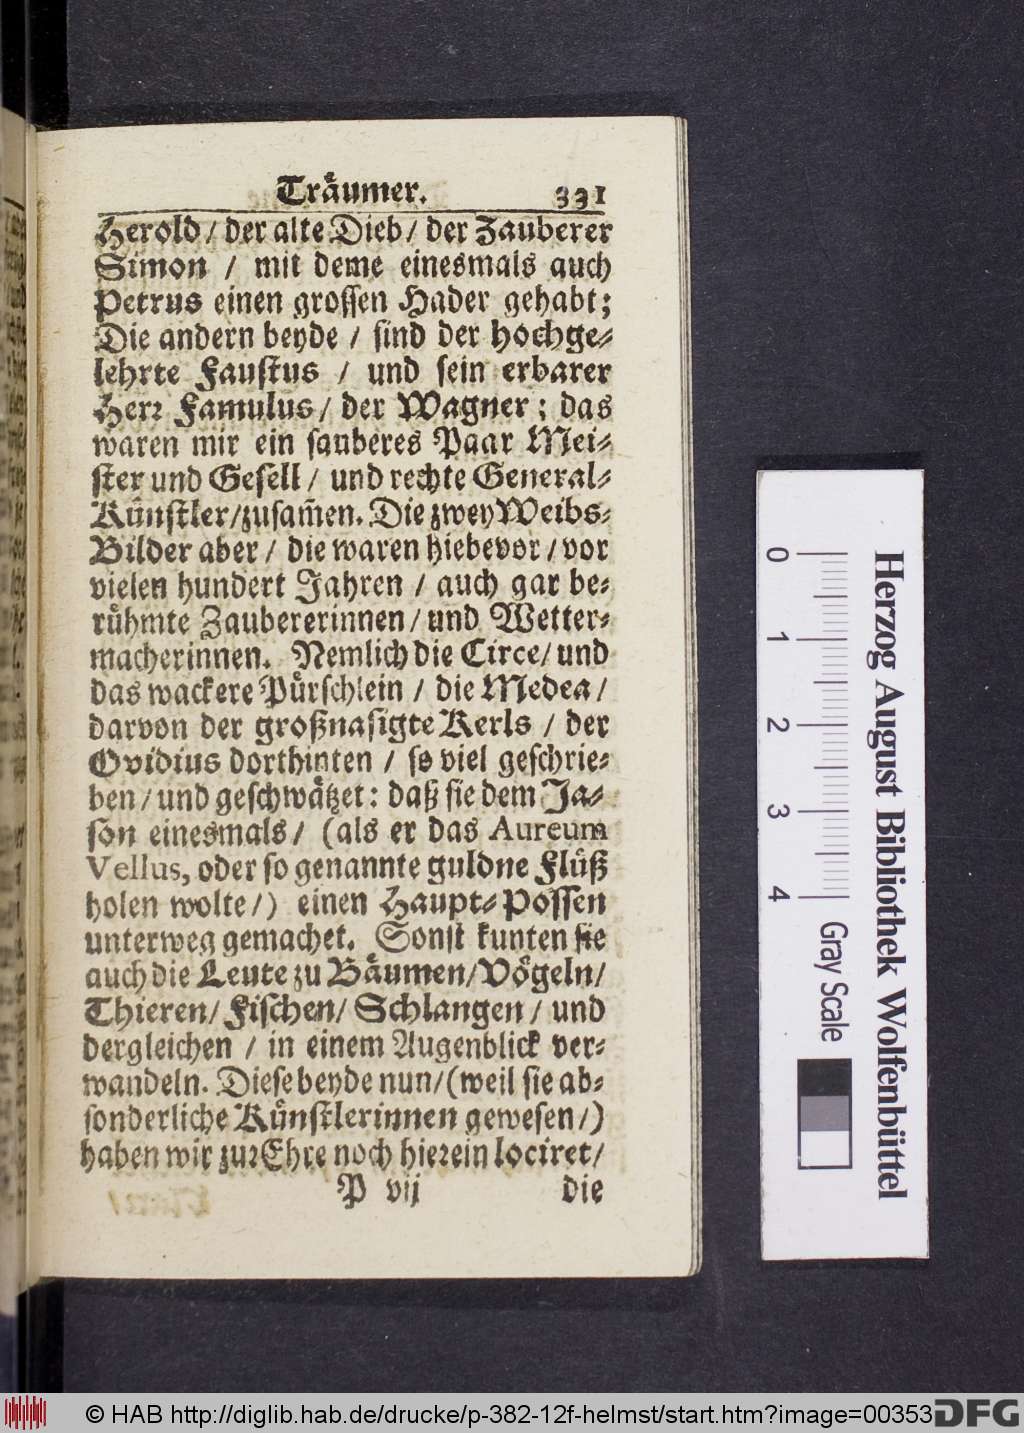 Träumer. 331
Herold / der alte Dieb / der Zauberer
Simon / mit deme einesmals auch
Petrus einen grossen Hader gehabt;
Die andern beyde / sind der hochge-
lehrte Faustus / und sein erbarer
Herr Famulus / der Wagner; das
waren mir ein sauberes Paar Mei-
ster und Gesell / und rechte General-
Künstler/zusam̃en. Die zwey Weibs-
Bilder aber / die waren hiebevor / vor
vielen hundert Jahren / auch gar be-
rühmte Zaubererinnen / und Wetter-
macherinnen. Nemlich die Circe / und
das wackere Pürschlein / die Medea /
darvon der großnasigte Kerls / der
Ovidius dorthinten / so viel geschrie-
ben / und geschwätzet: daß sie dem Ja-
son einesmals / (als er das Aureum
Vellus, oder so genannte guldne Flüß
holen wolte /) einen Haupt-Possen
unterweg gemachet. Sonst kunten sie
auch die Leute zu Bäumen / Vögeln /
Thieren / Fischen / Schlangen / und
dergleichen / in einem Augenblick ver-
wandeln. Diese beyde nun / (weil sie ab-
sonderliche Künstlerinnen gewesen /)
haben wir zur Ehre noch hierein lociret /
P vij die
Herzog August Bibliothek Wolfenbüttel
0 1 2 3 4 Gray Scale
© HAB http://diglib.hab.de/drucke/p-382-12f-helmst/start.htm?image=00353
DFG